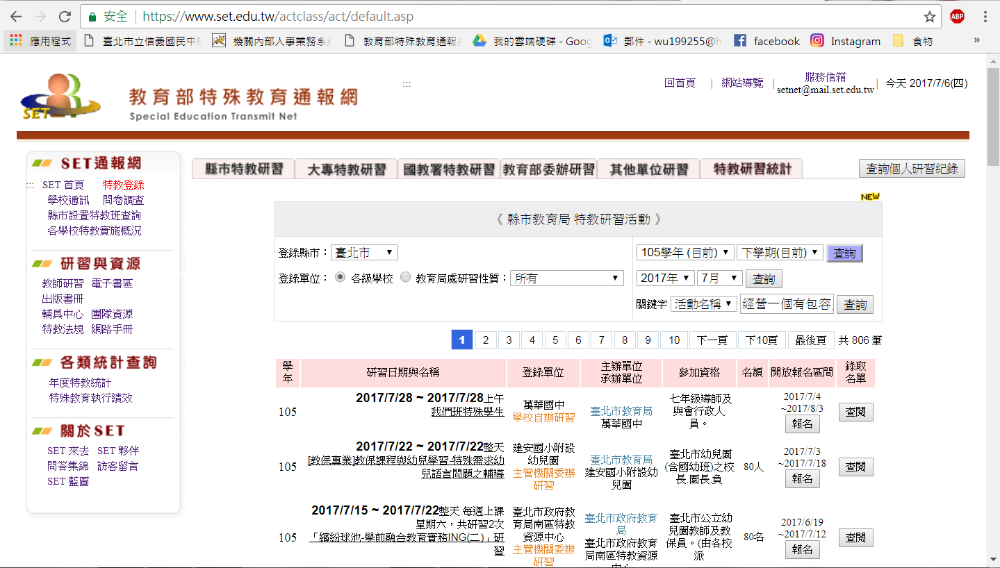 安全 https://www.set.edu.tw/actclass/act/default.asp ABP
應用程式 臺北市立信義國民中學 機關內部人事業務系統 教育部特殊教育通報網 我的雲端硬碟 - Goog 郵件 - wu199255@h facebook Instagram 食物 »
SET 教育部特殊教育通報網 ::: 回首頁 | 網站導覽 | 服務信箱 setnet@mail.set.edu.tw | 今天 2017/7/6(四)
Special Education Transmit Net
SET通報網
::: SET 首頁 特教登錄
學校通訊 問卷調查
縣市設置特教班查詢
各學校特教實施概況
研習與資源
教師研習 電子書區
出版書冊
輔具中心 團隊資源
特教法規 網路手冊
各類統計查詢
年度特教統計
特殊教育執行績效
關於SET
SET 來去 SET 夥伴
問答集錦 訪客留言
SET 藍圖
縣市特教研習 大專特教研習 國教署特教研習 教育部委辦研習 其他單位研習 特教研習統計 查詢個人研習紀錄
NEW
《 縣市教育局 特教研習活動 》
登錄縣市： 臺北市
登錄單位： 各級學校 教育局處研習性質： 所有
105學年 (目前) 下學期(目前) 查詢
2017年 7月 查詢
關鍵字 活動名稱 經營一個有包容 查詢
1 2 3 4 5 6 7 8 9 10 下一頁 下10頁 最後頁 共 806 筆
學年 研習日期與名稱 登錄單位 主辦單位 承辦單位 參加資格 名額 開放報名區間 錄取名單
105
2017/7/28 ~ 2017/7/28上午
我們班特殊學生
萬華國中
學校自辦研習
臺北市教育局
萬華國中
七年級導師及
與會行政人
員。
2017/7/4
~2017/8/3
報名
查閱
105
2017/7/22 ~ 2017/7/22整天
[教保專業]教保課程與幼兒學習-特殊需求幼
兒語言問題之輔導
建安國小附設
幼兒園
主管機關委辦
研習
臺北市教育局
建安國小附設幼
兒園
臺北市幼兒園
(含國幼班)之校
長.園長.負
80人
2017/7/3
~2017/7/18
報名
查閱
105
2017/7/15 ~ 2017/7/22整天 每週上課
星期六，共研習2次
「繽紛球池-學前融合教育實務ING(二)」研
習
臺北市政府教
育局南區特教
資源中心
主管機關委辦
研習
臺北市政府教育
局
臺北市政府教育
局南區特教資源
中心
臺北市公立幼
兒園教師及教
保員。(由各校
派
80名
2017/6/19
~2017/7/12
報名
查閱